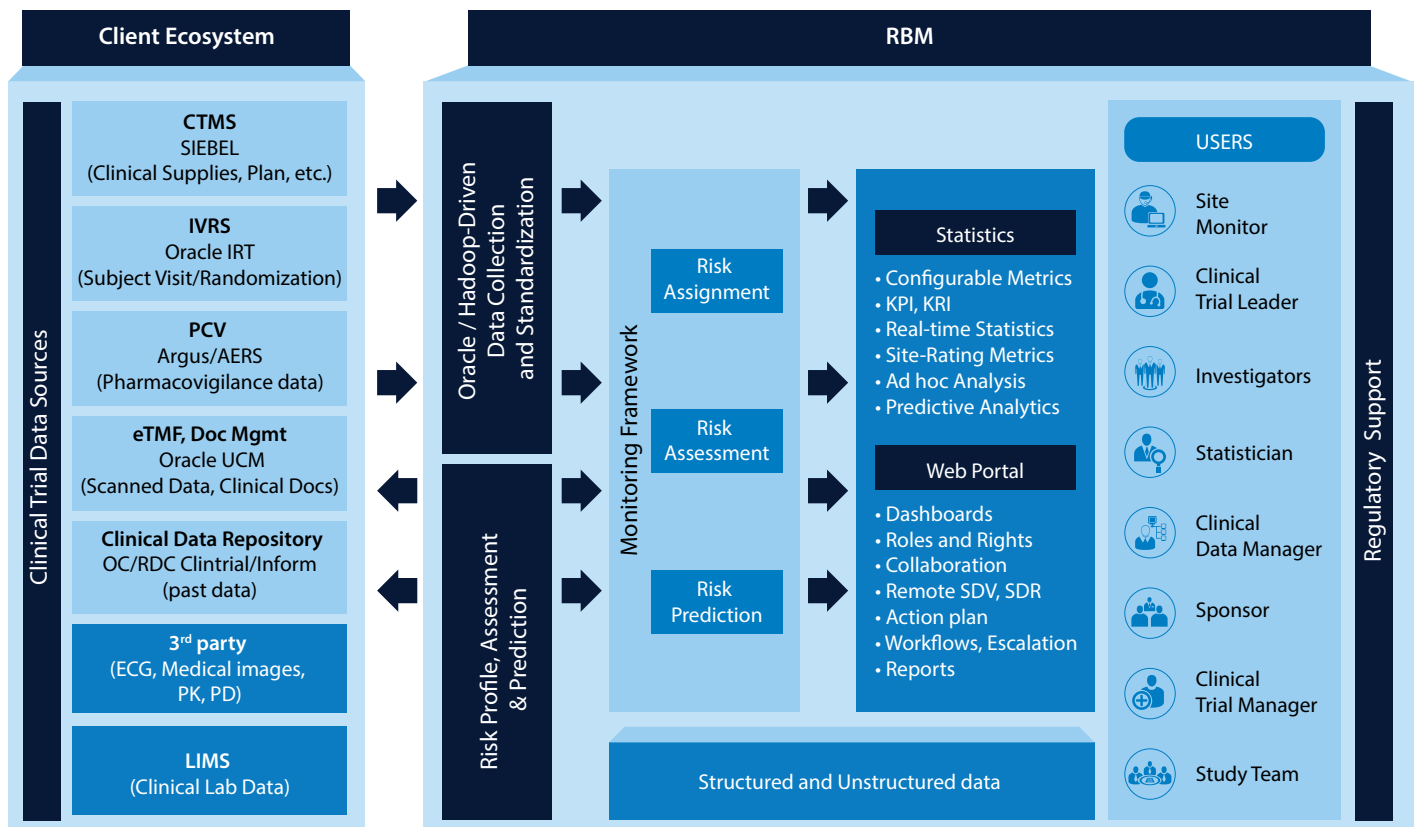 Client Ecosystem
RBM
Clinical Trial Data Sources
CTMS
SIEBEL
(Clinical Supplies, Plan, etc.)
IVRS
Oracle IRT
(Subject Visit/Randomization)
PCV
Argus/AERS
(Pharmacovigilance data)
eTMF, Doc Mgmt
Oracle UCM
(Scanned Data, Clinical Docs)
Clinical Data Repository
OC/RDC Clintrial/Inform
(past data)
3rd party
(ECG, Medical images,
PK, PD)
LIMS
(Clinical Lab Data)
Oracle / Hadoop-Driven
Data Collection
and Standardization
Risk Profile, Assessment
& Prediction
Monitoring Framework
Risk
Assignment
Risk
Assessment
Risk
Prediction
Statistics
• Configurable Metrics
• KPI, KRI
• Real-time Statistics
• Site-Rating Metrics
• Ad hoc Analysis
• Predictive Analytics
Web Portal
• Dashboards
• Roles and Rights
• Collaboration
• Remote SDV, SDR
• Action plan
• Workflows, Escalation
• Reports
Structured and Unstructured data
USERS
Site
Monitor
Clinical
Trial Leader
Investigators
Statistician
Clinical
Data Manager
Sponsor
Clinical
Trial Manager
Study Team
Regulatory Support